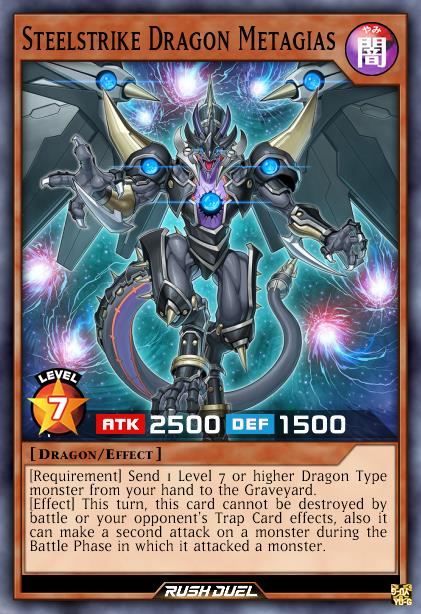 Steelstrike Dragon Metagias
やみ
闇
LEVEL
7
ATK 2500 DEF 1500
[Dragon/Effect]
[Requirement] Send 1 Level 7 or higher Dragon Type
monster from your hand to the Graveyard.
[Effect] This turn, this card cannot be destroyed by
battle or your opponent's Trap Card effects, also it
can make a second attack on a monster during the
Battle Phase in which it attacked a monster.
RUSH DUEL